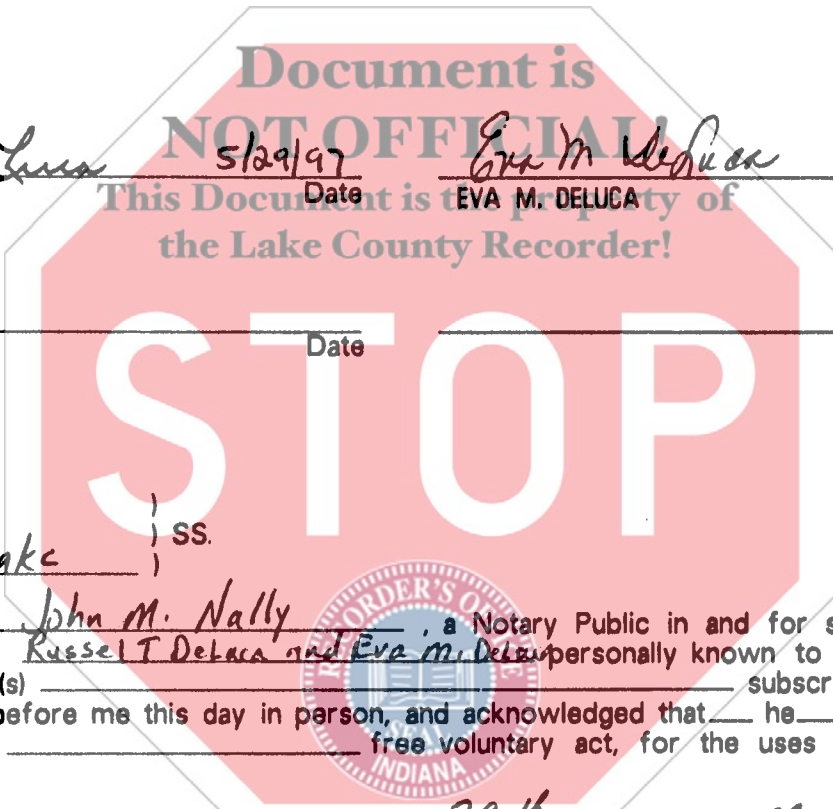 Document is
NOT OFFICIAL!
5/29/97 Eva M DeLuca
Date EVA M. DELUCA
This Document is the property of
the Lake County Recorder!
Date
STOP
) SS.
John M. Nally , a Notary Public in and for s
Russel T DeLuca and Eva M. DeLuca personally known to
(s) subscr
before me this day in person, and acknowledged that he
free voluntary act, for the uses
RECORDER'S OFFICE
SEAL
INDIANA